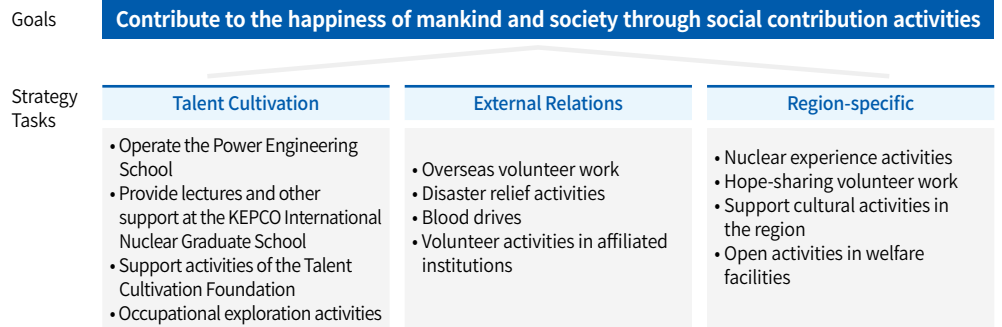 Goals
Contribute to the happiness of mankind and society through social contribution activities
Strategy
Tasks
Talent Cultivation
• Operate the Power Engineering
School
• Provide lectures and other
support at the KEPCO International
Nuclear Graduate School
• Support activities of the Talent
Cultivation Foundation
• Occupational exploration activities
External Relations
• Overseas volunteer work
• Disaster relief activities
• Blood drives
• Volunteer activities in affiliated
institutions
Region-specific
• Nuclear experience activities
• Hope-sharing volunteer work
• Support cultural activities in
the region
• Open activities in welfare
facilities